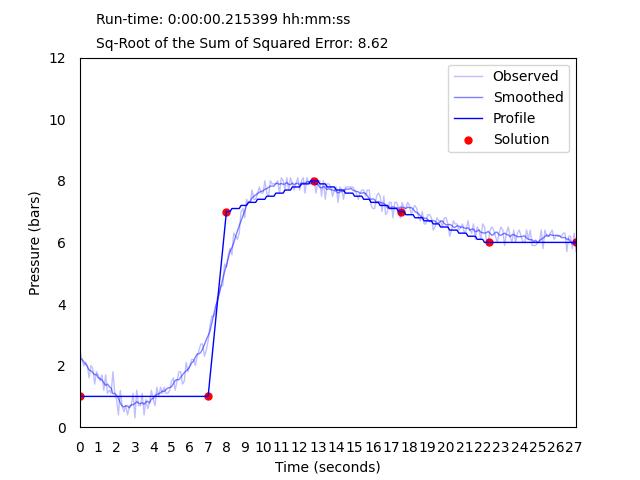 Run-time: 0:00:00.215399 hh:mm:ss
Sq-Root of the Sum of Squared Error: 8.62
12
10
8
6
4
2
0
Pressure (bars)
Observed
Smoothed
Profile
Solution
0 1 2 3 4 5 6 7 8 9 10 11 12 13 14 15 16 17 18 19 20 21 22 23 24 25 26 27
Time (seconds)